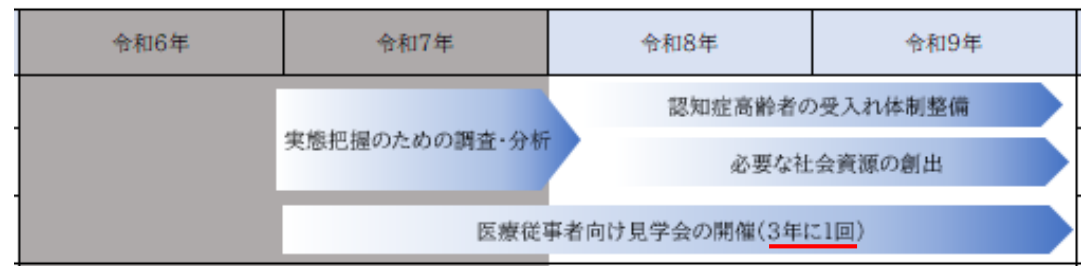 令和6年
令和7年
令和8年
令和9年
実態把握のための調査・分析
認知症高齢者の受入れ体制整備
必要な社会資源の創出
医療従事者向け見学会の開催(3年に1回)